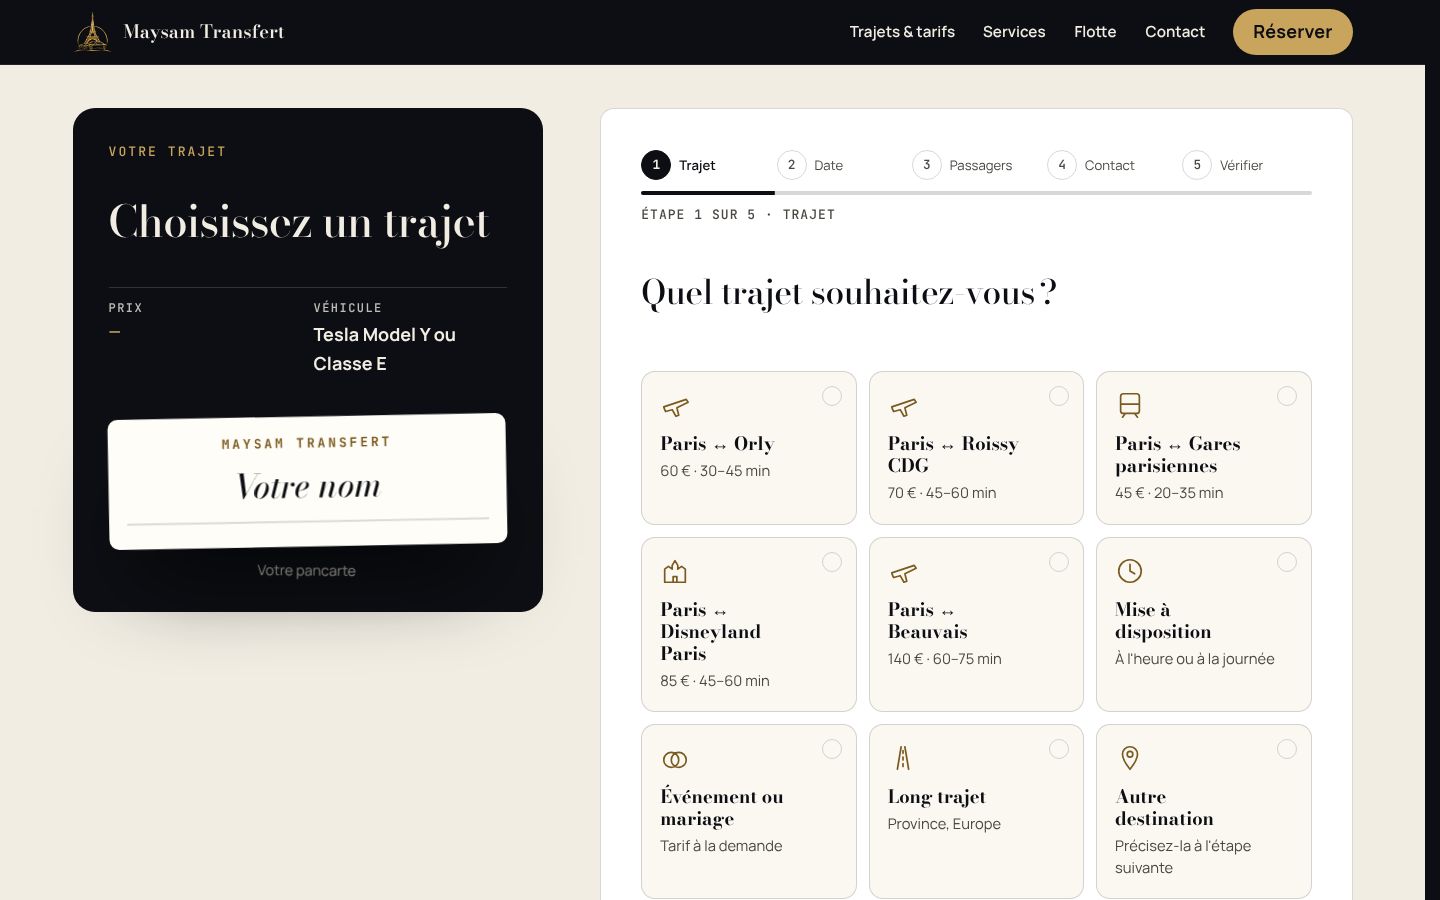 Maysam Transfert
Trajets & tarifs
Services
Flotte
Contact
Réserver
VOTRE TRAJET
Choisissez un trajet
PRIX
—
VÉHICULE
Tesla Model Y ou
Classe E
MAYSAM TRANSFERT
Votre nom
Votre pancarte
1 Trajet
2 Date
3 Passagers
4 Contact
5 Vérifier
ÉTAPE 1 SUR 5 · TRAJET
Quel trajet souhaitez-vous ?
Paris ↔ Orly
60 € · 30–45 min
Paris ↔ Roissy
CDG
70 € · 45–60 min
Paris ↔ Gares
parisiennes
45 € · 20–35 min
Paris ↔
Disneyland
Paris
85 € · 45–60 min
Paris ↔
Beauvais
140 € · 60–75 min
Mise à
disposition
À l'heure ou à la journée
Événement ou
mariage
Tarif à la demande
Long trajet
Province, Europe
Autre
destination
Précisez-la à l'étape
suivante